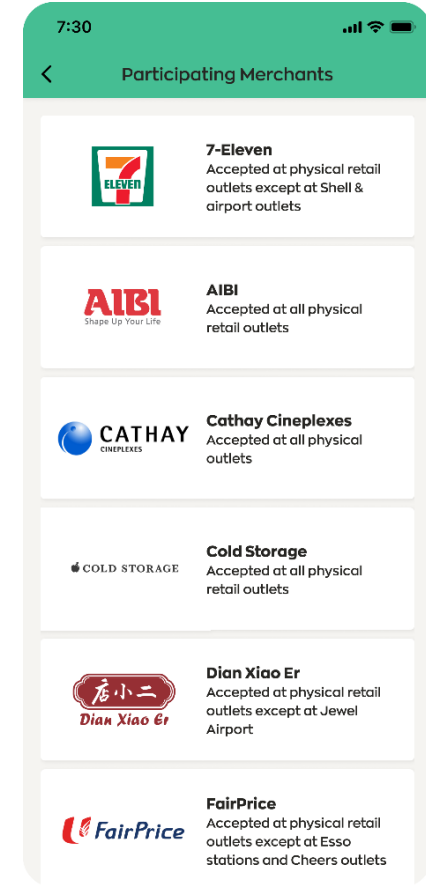 7:30
Participating Merchants
7-Eleven
Accepted at physical retail
outlets except at Shell &
airport outlets
ELEVEN
AIBI
Shape Up Your Life
AIBI
Accepted at all physical
retail outlets
CATHAY
CINEPLEXES
Cathay Cineplexes
Accepted at all physical
outlets
COLD STORAGE
Cold Storage
Accepted at all physical
retail outlets
店小二
Dian Xiao Er
Dian Xiao Er
Accepted at physical retail
outlets except at Jewel
Airport
FairPrice
FairPrice
Accepted at physical retail
outlets except at Esso
stations and Cheers outlets